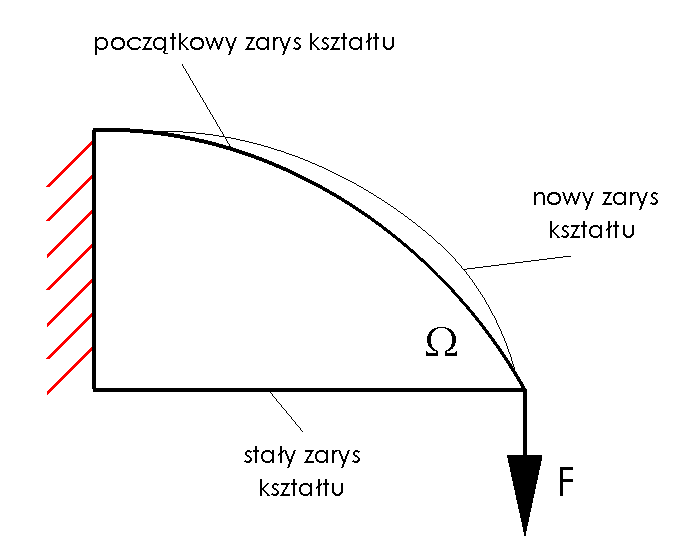 początkowy zarys kształtu
nowy zarys
kształtu
Ω
stały zarys
kształtu
F